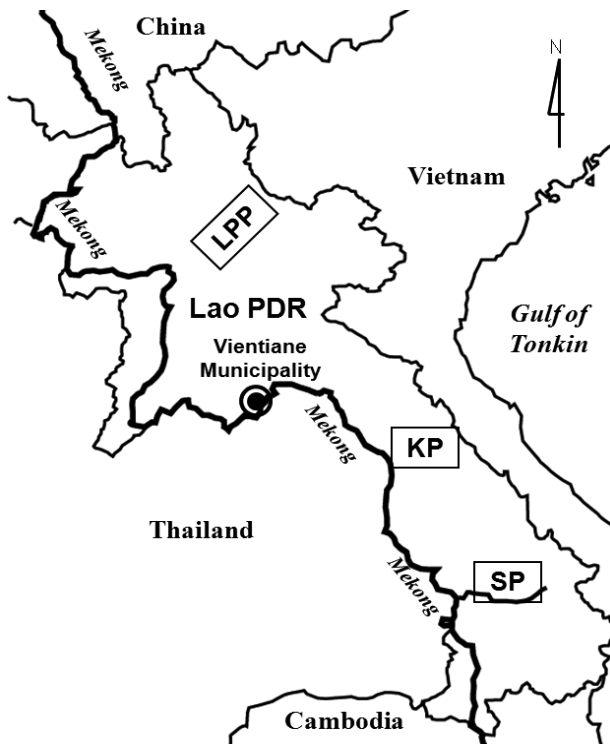 China
Mekong
N
Vietnam
Mekong
LPP
Lao PDR
Gulf of
Tonkin
Vientiane
Municipality
Mekong
KP
Thailand
Mekong
SP
Cambodia